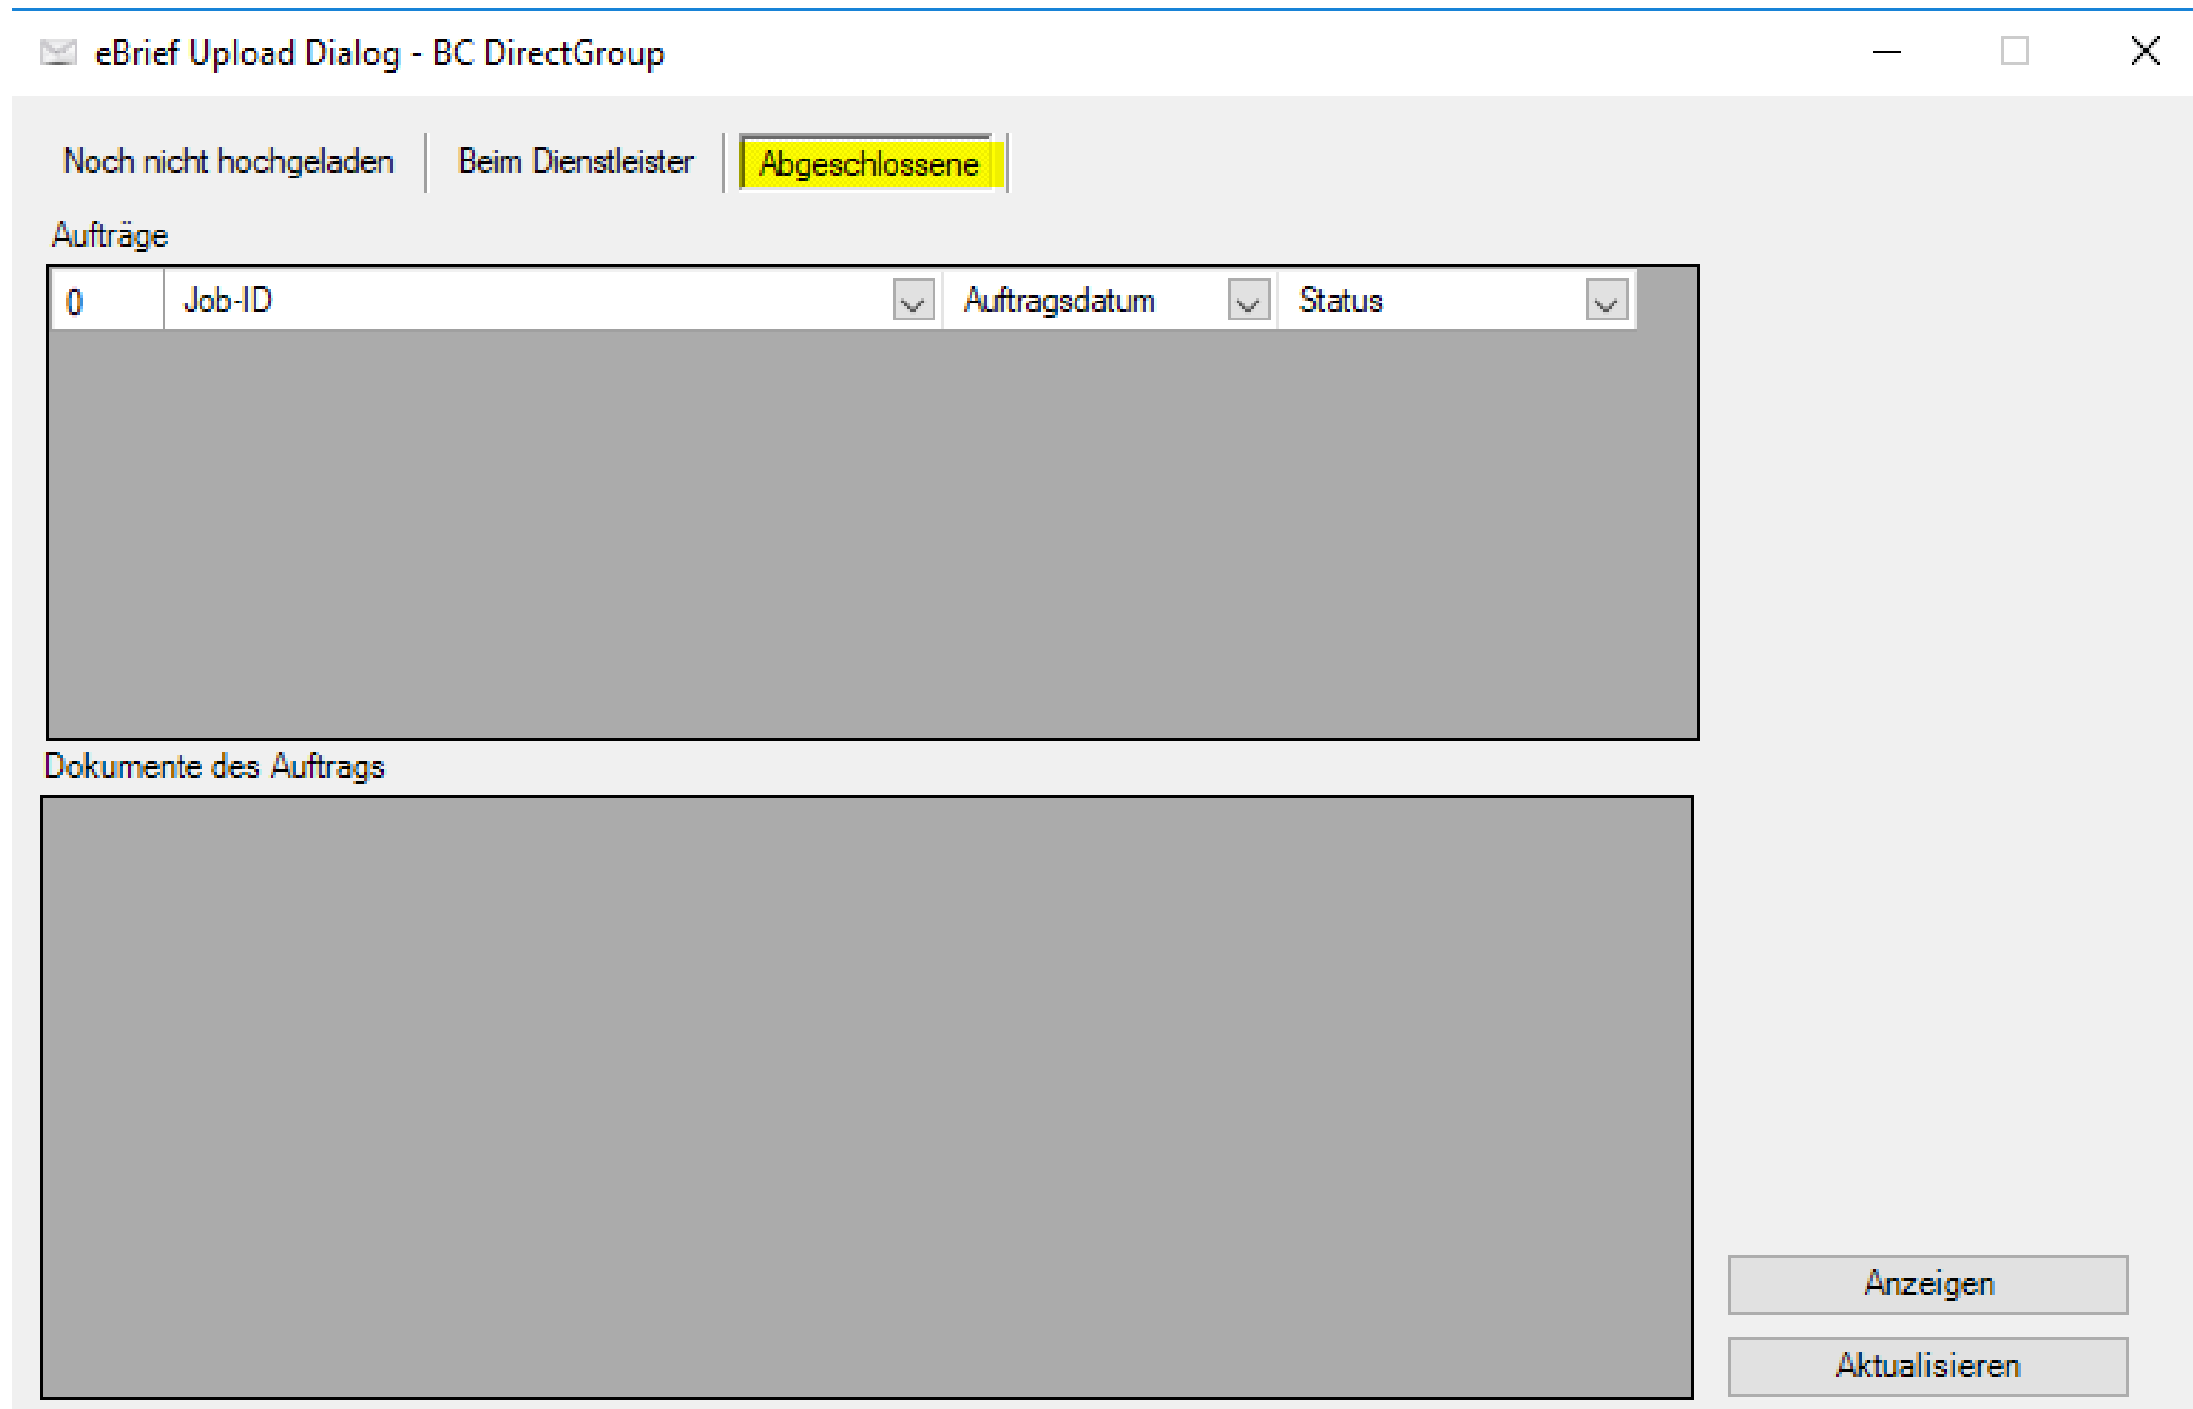 eBrief Upload Dialog - BC DirectGroup
Noch nicht hochgeladen Beim Dienstleister Abgeschlossene
Aufträge
0 Job-ID Auftragsdatum Status
Dokumente des Auftrags
Anzeigen
Aktualisieren